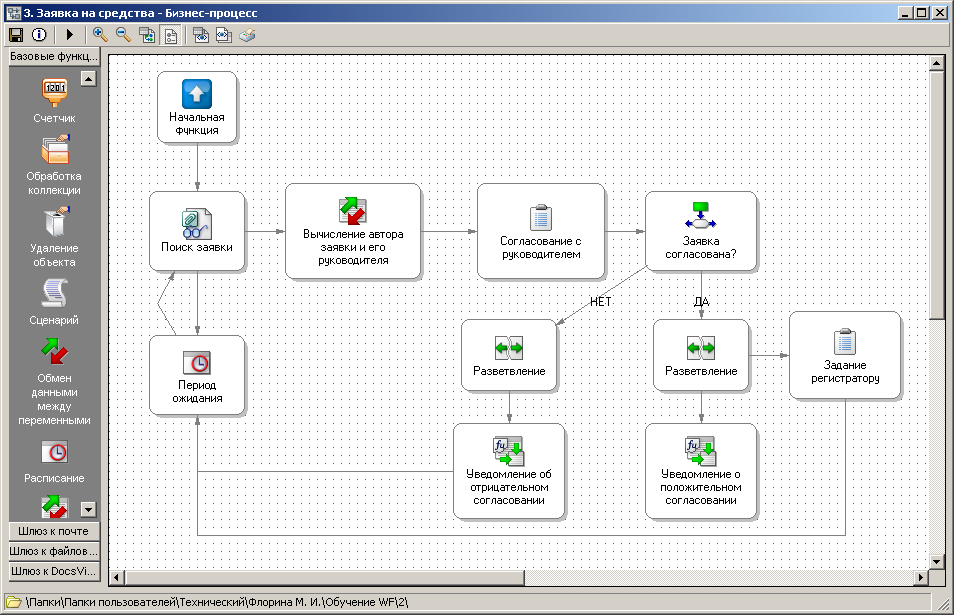 3. Заявка на средства - Бизнес-процесс
Базовые функц...
1201
Счетчик
Обработка
коллекции
Удаление
объекта
Сценарий
Обмен
данными
между
переменными
Расписание
Шлюз к почте
Шлюз к файлов...
Шлюз к DocsVi...
Начальная
функция
Поиск заявки
Вычисление автора
заявки и его
руководителя
Согласование с
руководителем
Заявка
согласована?
НЕТ
ДА
Период
ожидания
Разветвление
Разветвление
Задание
регистратору
Уведомление об
отрицательном
согласовании
Уведомление о
положительном
согласовании
\Папки\Папки пользователей\Технический\Флорина М. И.\Обучение WF\2\